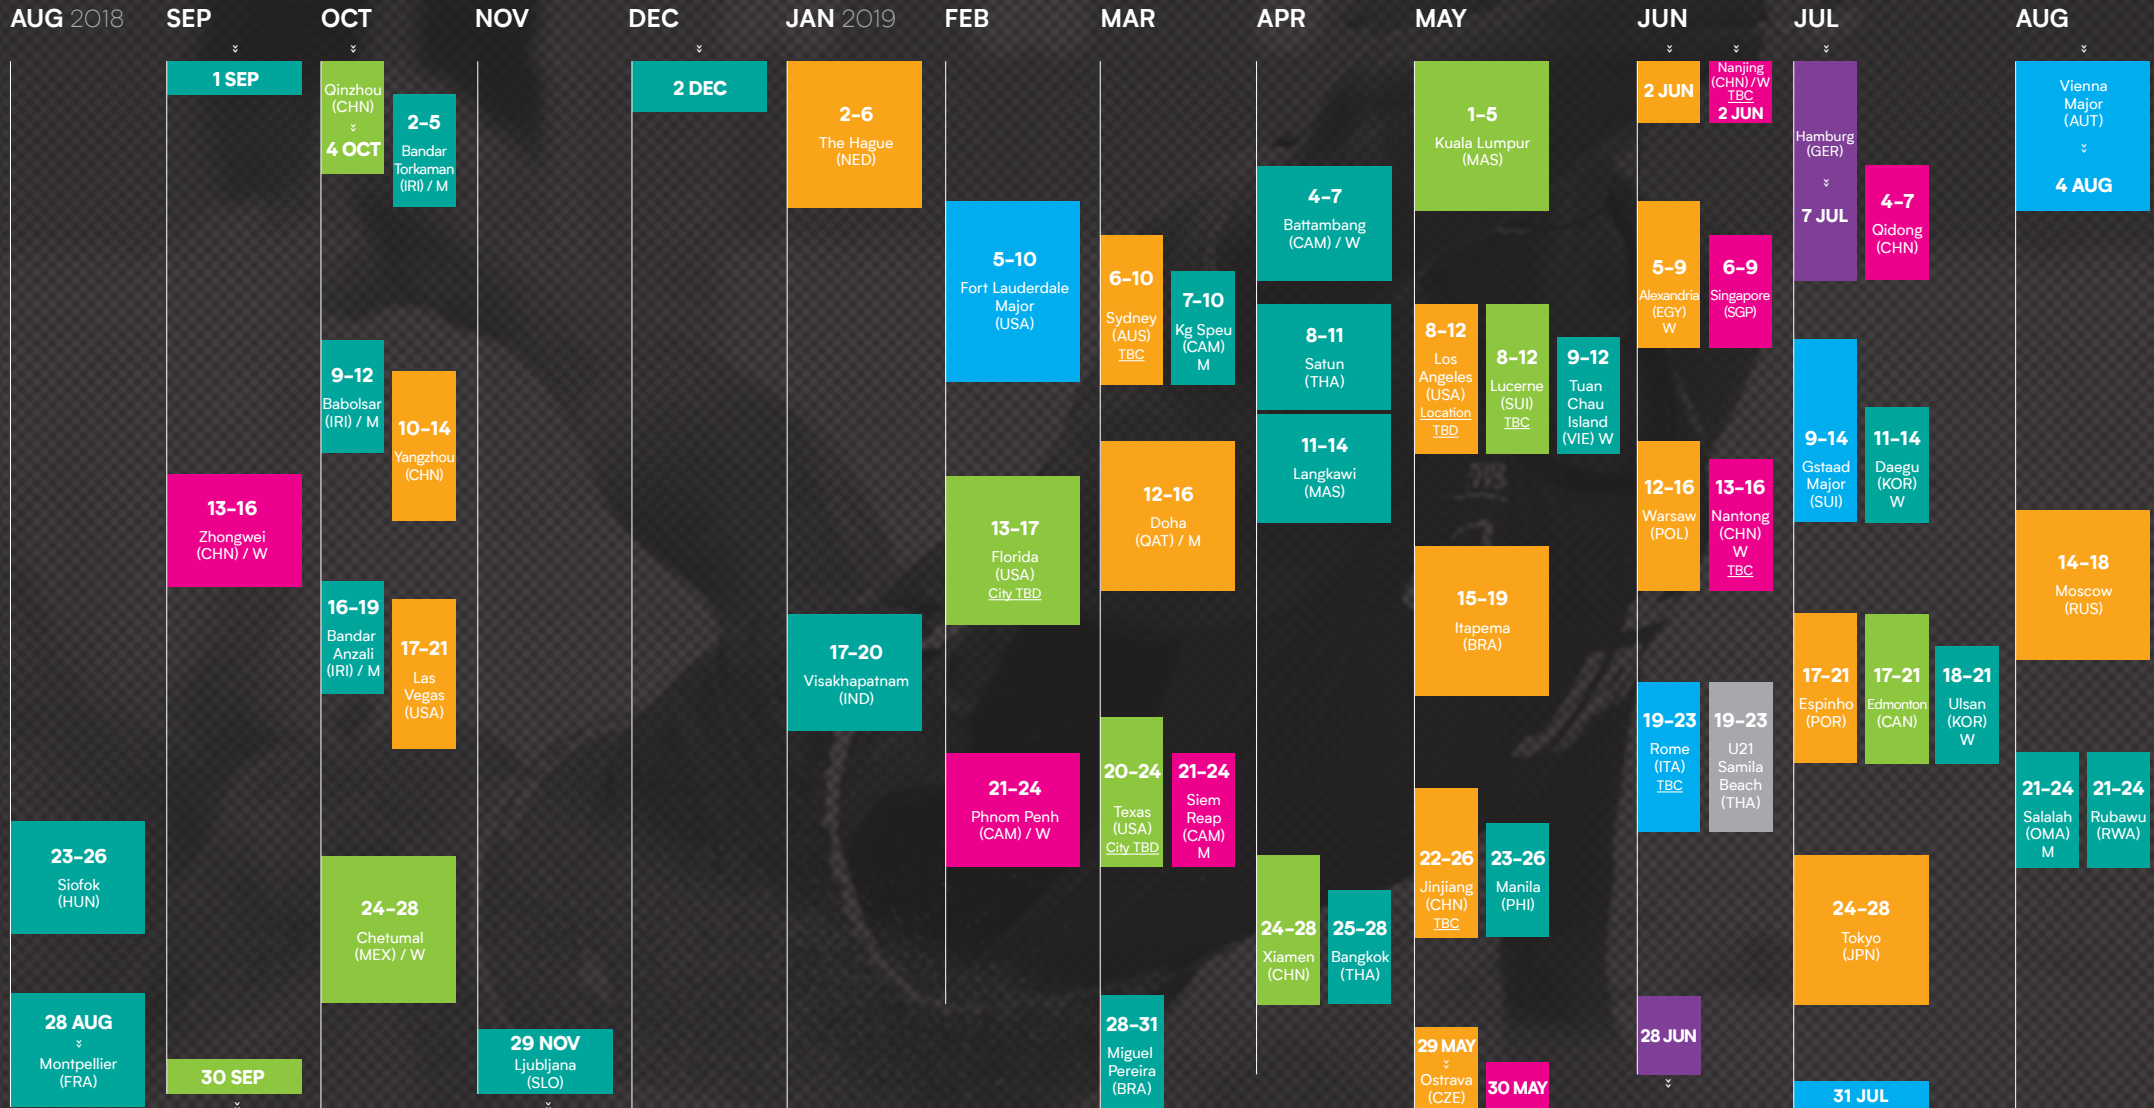 AUG 2018
SEP
OCT
NOV
DEC
JAN 2019
FEB
MAR
APR
MAY
JUN
JUL
AUG
23-26
Siofok
(HUN)
28 AUG
Montpellier
(FRA)
1 SEP
13-16
Zhongwei
(CHN) / W
30 SEP
Qinzhou
(CHN)
4 OCT
2-5
Bandar
Torkaman
(IRI) / M
9-12
Babolsar
(IRI) / M
10-14
Yangzhou
(CHN)
16-19
Bandar
Anzali
(IRI) / M
17-21
Las
Vegas
(USA)
24-28
Chetumal
(MEX) / W
29 NOV
Ljubljana
(SLO)
2 DEC
2-6
The Hague
(NED)
17-20
Visakhapatnam
(IND)
5-10
Fort Lauderdale
Major
(USA)
13-17
Florida
(USA)
City TBD
21-24
Phnom Penh
(CAM) / W
6-10
Sydney
(AUS)
TBC
7-10
Kg Speu
(CAM)
M
12-16
Doha
(QAT) / M
20-24
Texas
(USA)
City TBD
21-24
Siem
Reap
(CAM)
M
28-31
Miguel
Pereira
(BRA)
4-7
Battambang
(CAM) / W
8-11
Satun
(THA)
11-14
Langkawi
(MAS)
24-28
Xiamen
(CHN)
25-28
Bangkok
(THA)
1-5
Kuala Lumpur
(MAS)
8-12
Los
Angeles
(USA)
Location
TBD
8-12
Lucerne
(SUI)
TBC
9-12
Tuan
Chau
Island
(VIE) W
15-19
Itapema
(BRA)
22-26
Jinjiang
(CHN)
TBC
23-26
Manila
(PHI)
29 MAY
Ostrava
(CZE)
30 MAY
2 JUN
Nanjing
(CHN)/W
TBC
2 JUN
5-9
Alexandria
(EGY)
W
6-9
Singapore
(SGP)
12-16
Warsaw
(POL)
13-16
Nantong
(CHN)
W
TBC
19-23
Rome
(ITA)
TBC
19-23
U21
Samila
Beach
(THA)
28 JUN
Hamburg
(GER)
7 JUL
4-7
Qidong
(CHN)
9-14
Gstaad
Major
(SUI)
11-14
Daegu
(KOR)
W
17-21
Espinho
(POR)
17-21
Edmonton
(CAN)
18-21
Ulsan
(KOR)
W
24-28
Tokyo
(JPN)
31 JUL
Vienna
Major
(AUT)
4 AUG
14-18
Moscow
(RUS)
21-24
Salalah
(OMA)
M
21-24
Rubawu
(RWA)